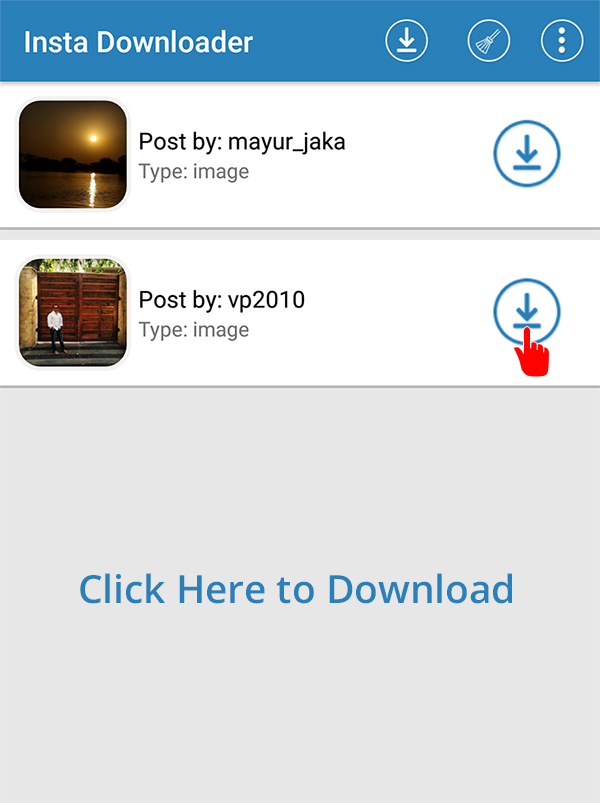 Insta Downloader
Post by: mayur_jaka
Type: image
Post by: vp2010
Type: image
Click Here to Download